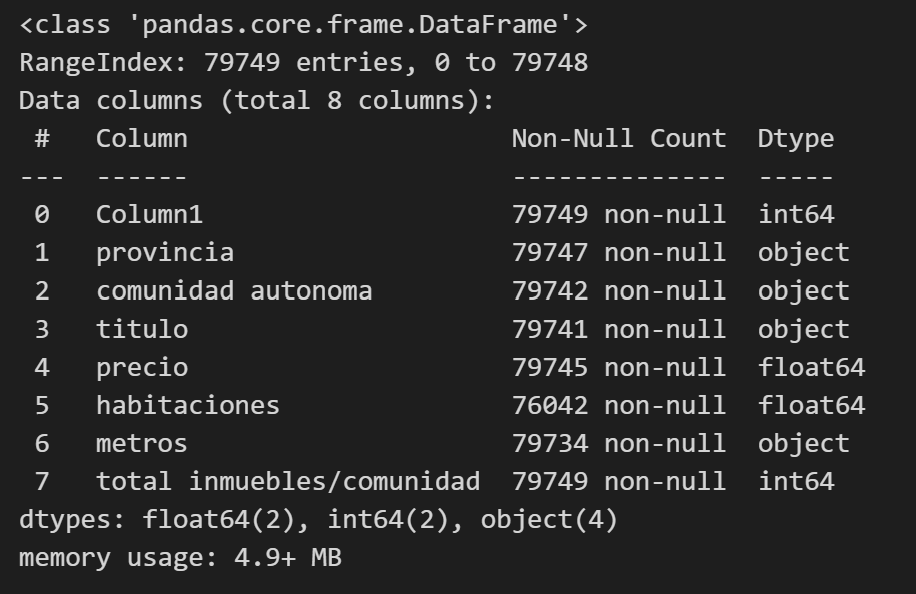 <class 'pandas.core.frame.DataFrame'>
RangeIndex: 79749 entries, 0 to 79748
Data columns (total 8 columns):
 #   Column                      Non-Null Count  Dtype
---  ------                      --------------  -----
 0   Column1                     79749 non-null  int64
 1   provincia                   79747 non-null  object
 2   comunidad autonoma          79742 non-null  object
 3   titulo                      79741 non-null  object
 4   precio                      79745 non-null  float64
 5   habitaciones                76042 non-null  float64
 6   metros                      79734 non-null  object
 7   total inmuebles/comunidad  79749 non-null  int64
dtypes: float64(2), int64(2), object(4)
memory usage: 4.9+ MB